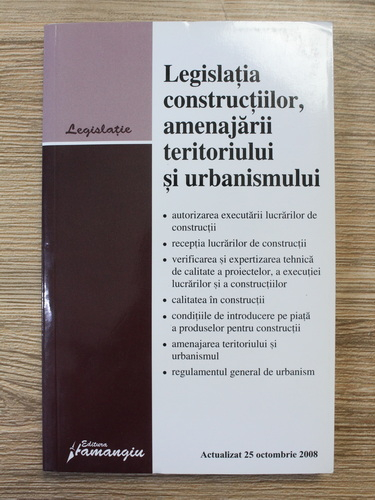 Legislație
Legislația
construcțiilor,
amenajării
teritoriului
și urbanismului
• autorizarea executării lucrărilor de
construcții
• recepția lucrărilor de construcții
• verificarea și expertizarea tehnică
de calitate a proiectelor, a execuției
lucrărilor și a construcțiilor
• calitatea în construcții
• condițiile de introducere pe piață
a produselor pentru construcții
• amenajarea teritoriului și
urbanismul
• regulamentul general de urbanism
Editura
Hamangiu
Actualizat 25 octombrie 2008